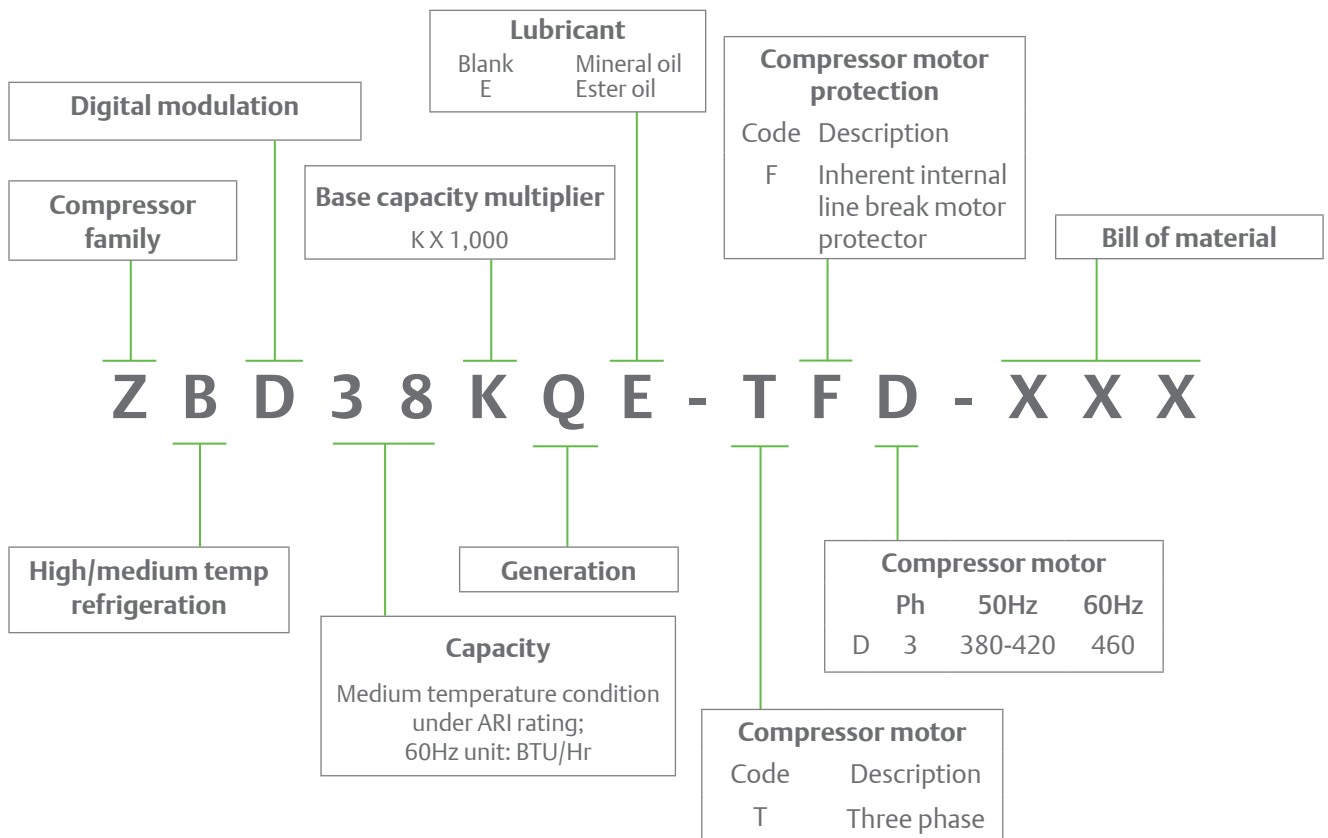 Lubricant
Blank Mineral oil
E Ester oil
Compressor motor
protection
Code Description
F Inherent internal
line break motor
protector
Digital modulation
Compressor
family
Base capacity multiplier
K X 1,000
Bill of material
Z B D 3 8 K Q E - T F D - X X X
High/medium temp
refrigeration
Capacity
Medium temperature condition
under ARI rating;
60Hz unit: BTU/Hr
Generation
Compressor motor
Ph 50Hz 60Hz
D 3 380-420 460
Compressor motor
Code Description
T Three phase